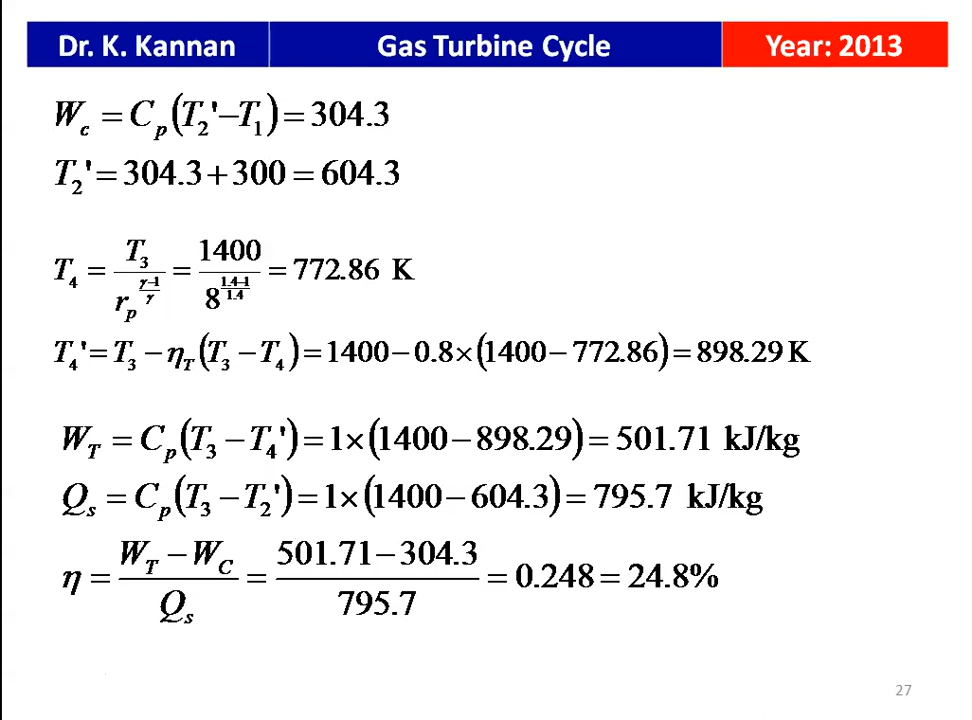 Dr. K. Kannan Gas Turbine Cycle Year: 2013
W_c = C_p(T_2'−T_1) = 304.3
T_2' = 304.3 + 300 = 604.3
T_4 = T_3 / r_p^((γ−1)/γ) = 1400 / 8^((1.4−1)/1.4) = 772.86 K
T_4' = T_3 − η_T(T_3 − T_4) = 1400 − 0.8×(1400 − 772.86) = 898.29 K
W_T = C_p(T_3 − T_4') = 1×(1400 − 898.29) = 501.71 kJ/kg
Q_s = C_p(T_3 − T_2') = 1×(1400 − 604.3) = 795.7 kJ/kg
η = (W_T − W_C) / Q_s = (501.71 − 304.3) / 795.7 = 0.248 = 24.8%
27